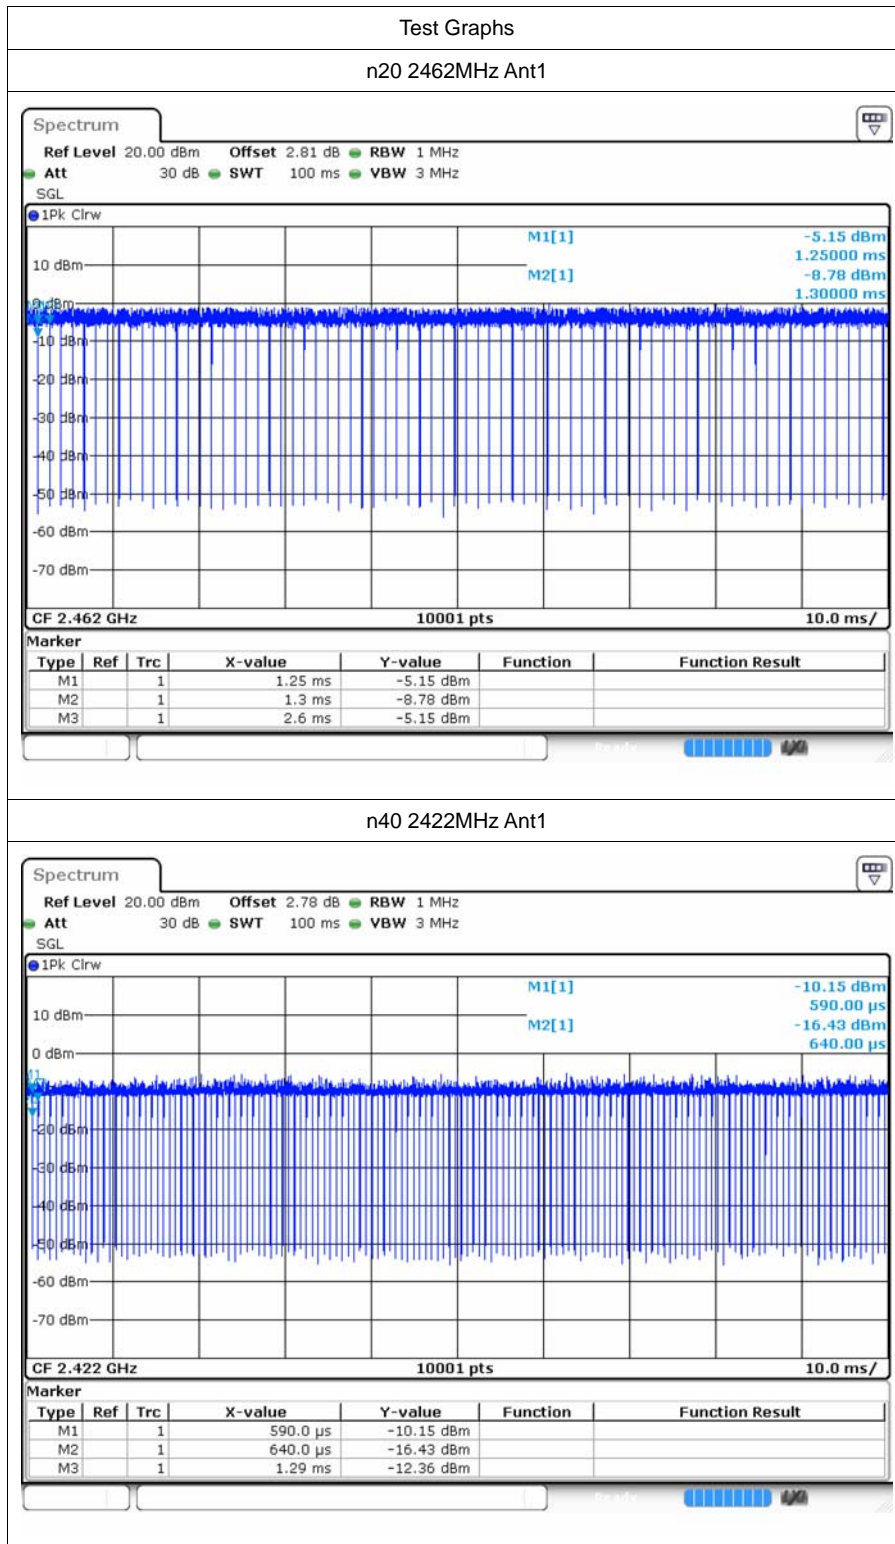 Test Graphs
n20 2462MHz Ant1
Spectrum
Ref Level 20.00 dBm Offset 2.81 dB RBW 1 MHz
Att 30 dB SWT 100 ms VBW 3 MHz
SGL
1Pk Clrw
M1[1] -5.15 dBm
1.25000 ms
10 dBm
M2[1] -8.78 dBm
1.30000 ms
0 dBm
-10 dBm
-20 dBm
-30 dBm
-40 dBm
-50 dBm
-60 dBm
-70 dBm
CF 2.462 GHz 10001 pts 10.0 ms/
Marker
Type Ref Trc X-value Y-value Function Function Result
M1 1 1.25 ms -5.15 dBm
M2 1 1.3 ms -8.78 dBm
M3 1 2.6 ms -5.15 dBm
Ready
n40 2422MHz Ant1
Spectrum
Ref Level 20.00 dBm Offset 2.78 dB RBW 1 MHz
Att 30 dB SWT 100 ms VBW 3 MHz
SGL
1Pk Clrw
M1[1] -10.15 dBm
590.00 µs
10 dBm
M2[1] -16.43 dBm
640.00 µs
0 dBm
M1
-20 dBm
-30 dBm
-40 dBm
-50 dBm
-60 dBm
-70 dBm
CF 2.422 GHz 10001 pts 10.0 ms/
Marker
Type Ref Trc X-value Y-value Function Function Result
M1 1 590.0 µs -10.15 dBm
M2 1 640.0 µs -16.43 dBm
M3 1 1.29 ms -12.36 dBm
Ready